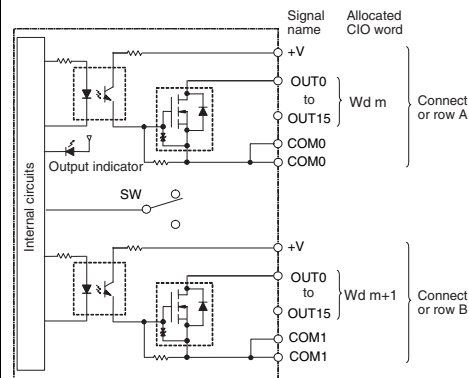 Signal name
Allocated CIO word
+V
OUT0
to
OUT15
Wd m
Connect
or row A
COM0
COM0
Output indicator
Internal circuits
SW
+V
OUT0
to
OUT15
Wd m+1
Connect
or row B
COM1
COM1